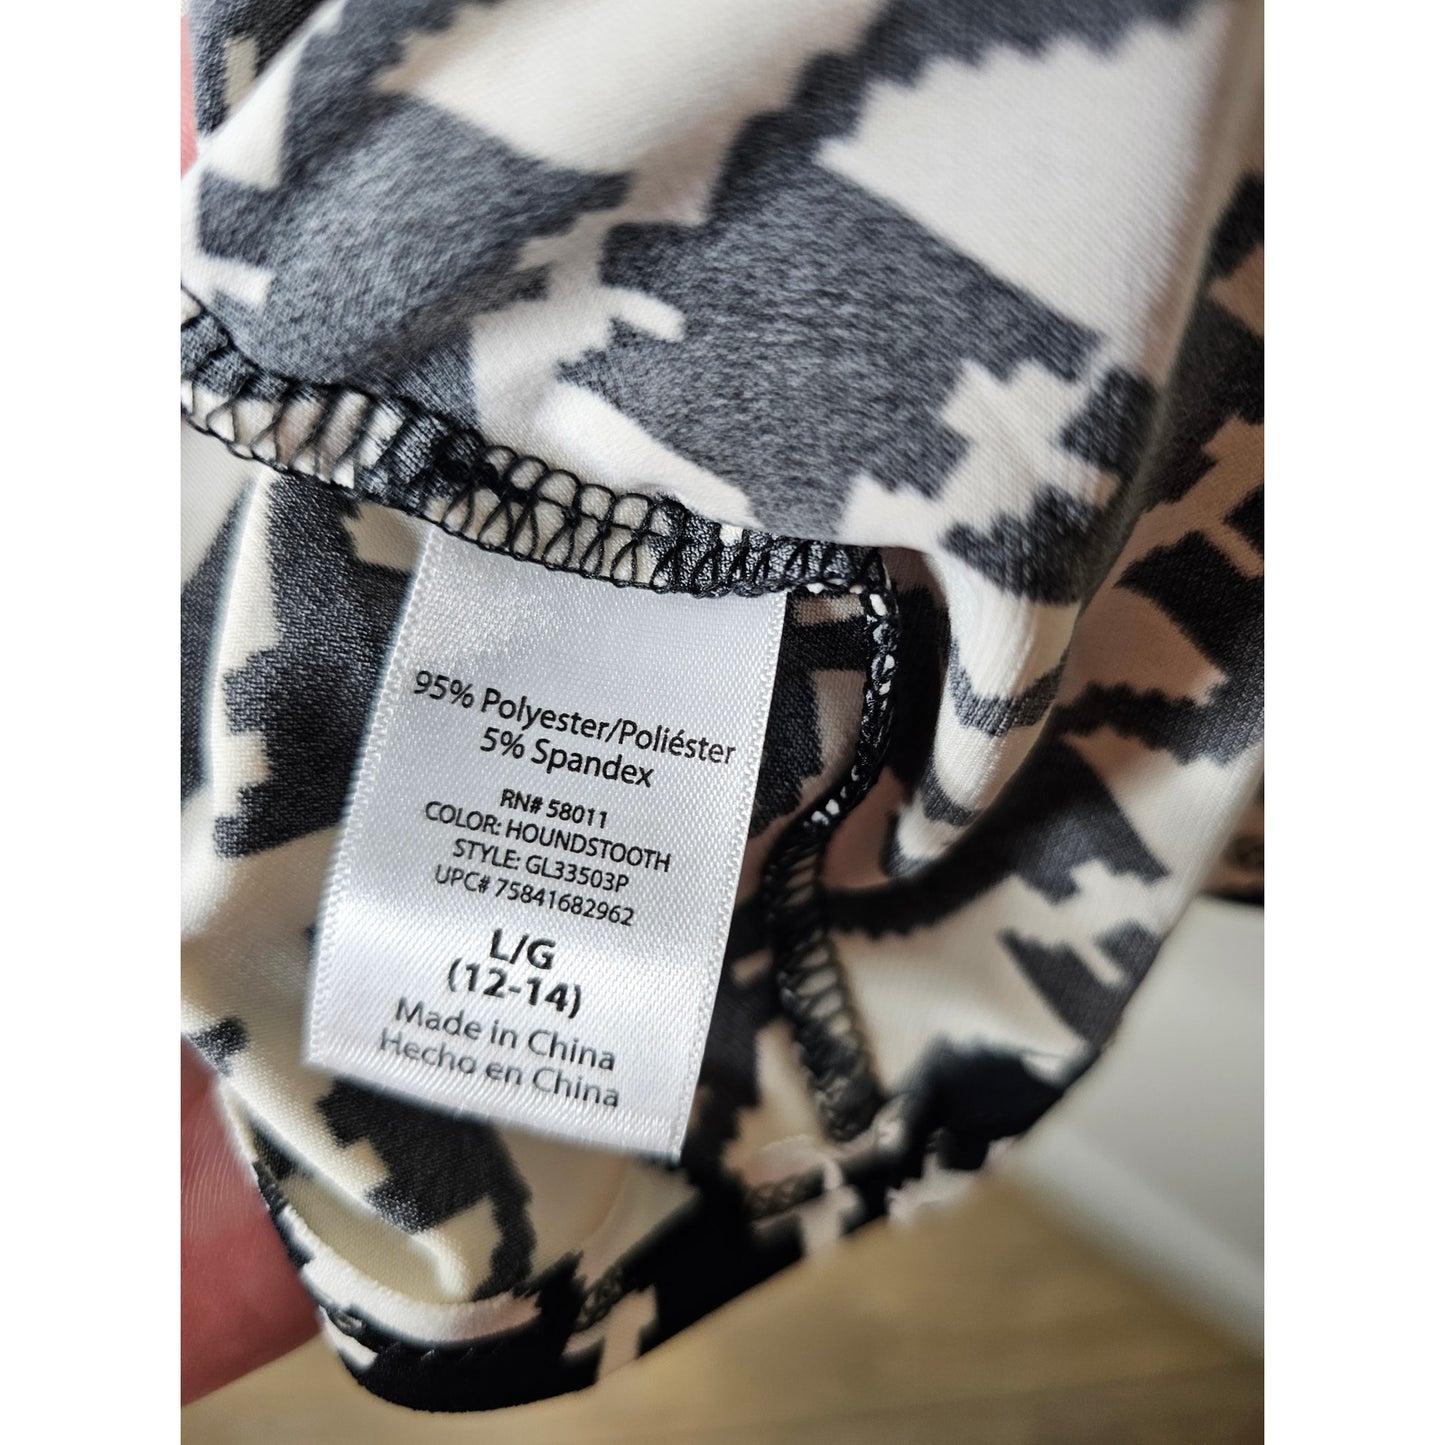 95% Polyester/Poliéster
5% Spandex
RN# 58011
COLOR: HOUNDSTOOTH
STYLE: GL33503P
UPC# 75841682962
L/G
(12-14)
Made in China
Hecho en China